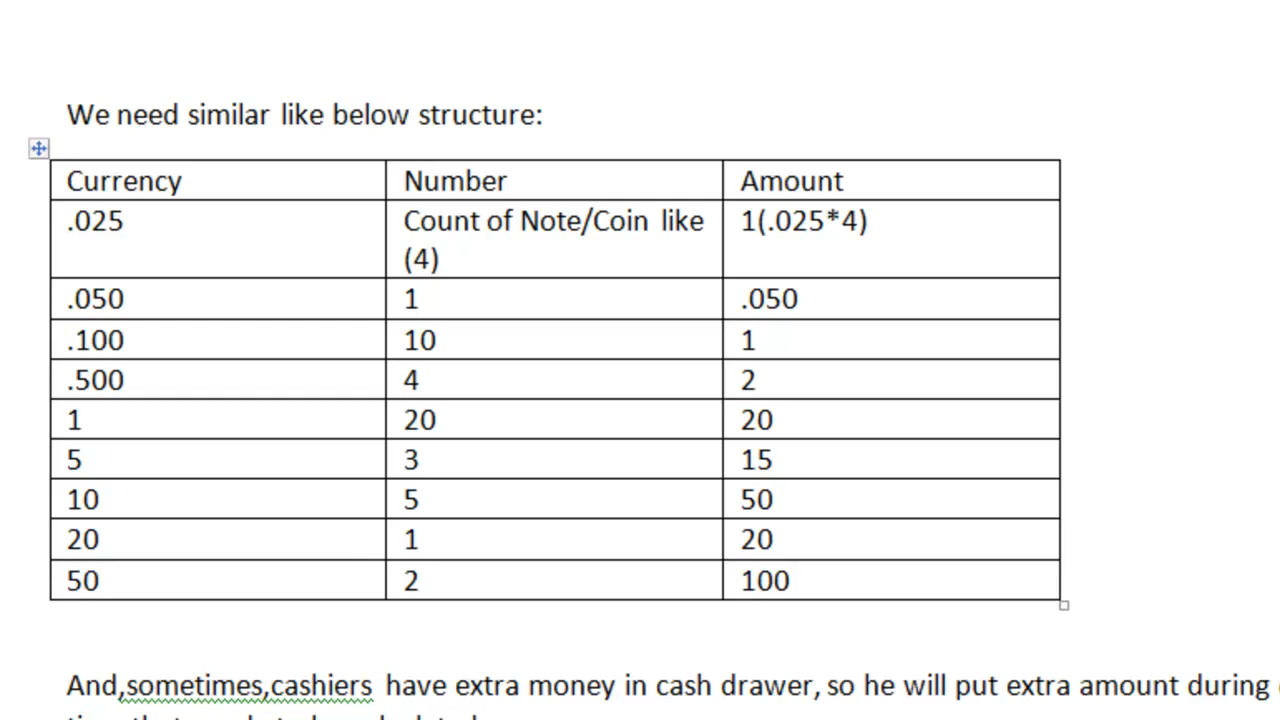 We need similar like below structure:
Currency Number Amount
.025 Count of Note/Coin like 1(.025*4)
(4)
.050 1 .050
.100 10 1
.500 4 2
1 20 20
5 3 15
10 5 50
20 1 20
50 2 100
And,sometimes,cashiers have extra money in cash drawer, so he will put extra amount during